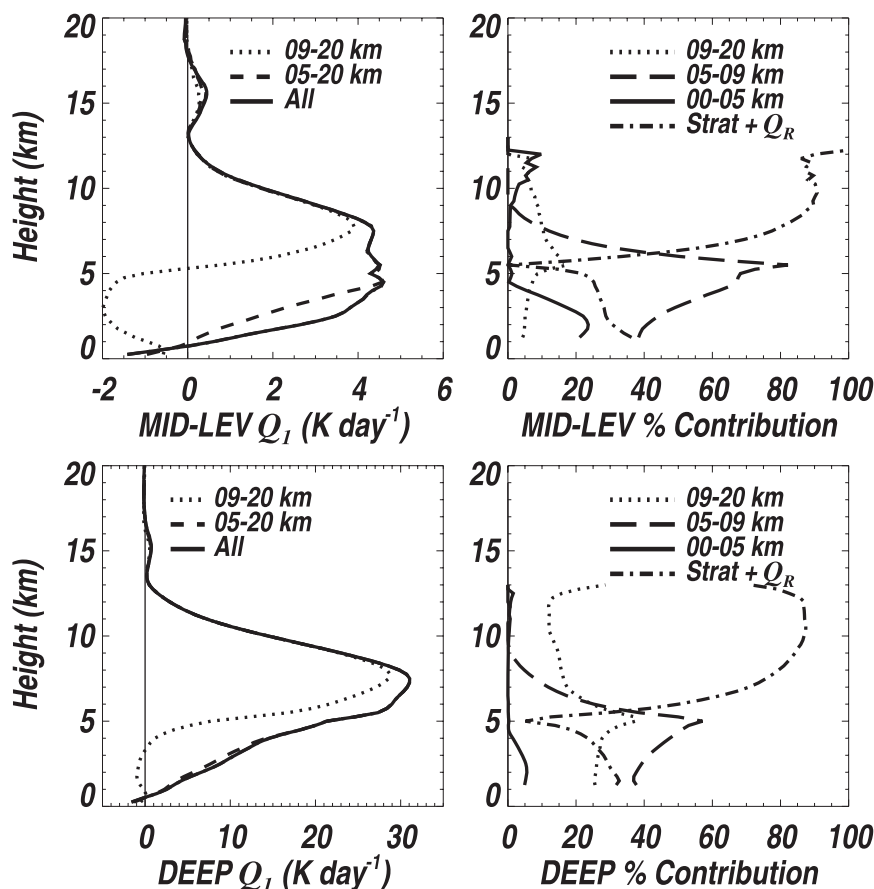 20
15
10
5
0
Height (km)
09-20 km
05-20 km
All
-2 0 2 4 6
MID-LEV Q1 (K day-1)
20
15
10
5
0
09-20 km
05-09 km
00-05 km
Strat + QR
0 20 40 60 80 100
MID-LEV % Contribution
20
15
10
5
0
Height (km)
09-20 km
05-20 km
All
0 10 20 30
DEEP Q1 (K day-1)
20
15
10
5
0
09-20 km
05-09 km
00-05 km
Strat + QR
0 20 40 60 80 100
DEEP % Contribution